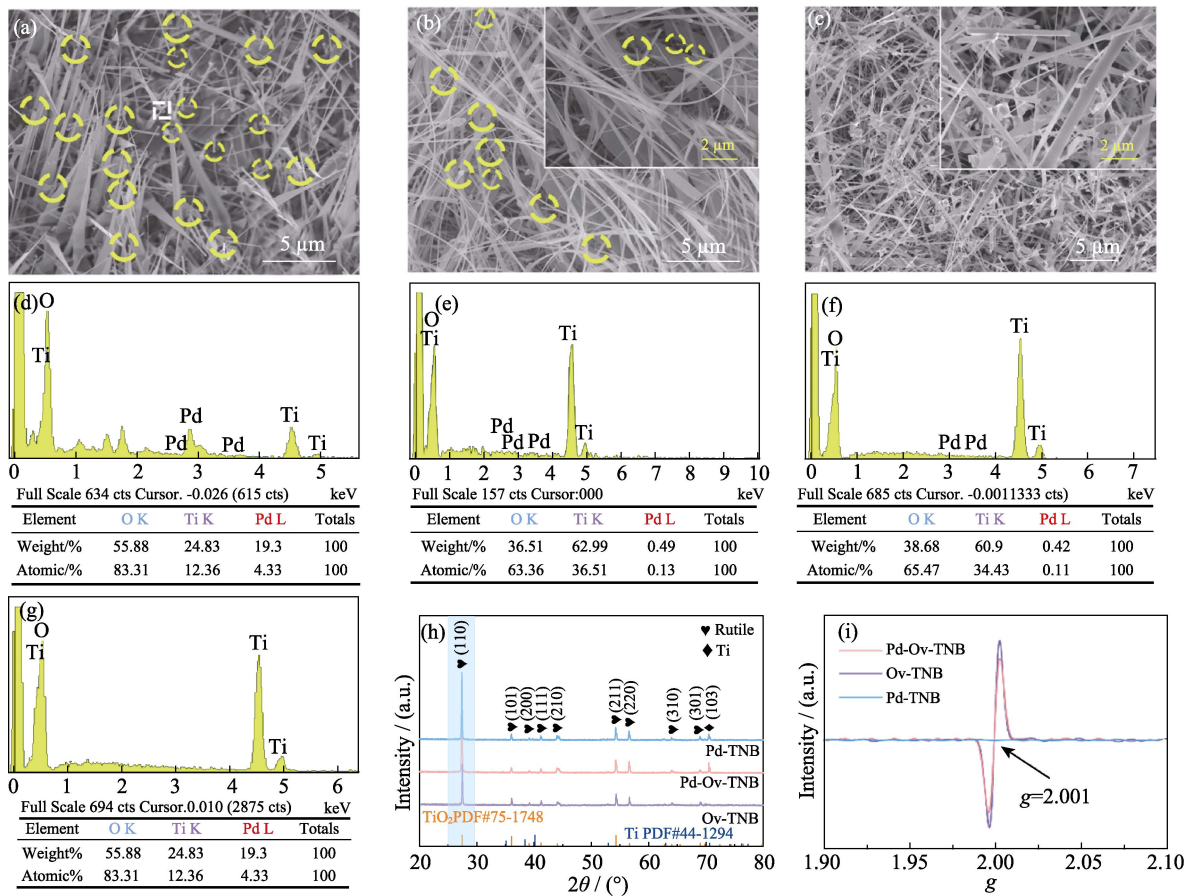 (a)
5 µm
(b)
2 µm
5 µm
(c)
2 µm
5 µm
(d)
O
Ti
Pd
Pd
Pd
Ti
Ti
0 1 2 3 4 5
Full Scale 634 cts Cursor. -0.026 (615 cts) keV
Element O K Ti K Pd L Totals
Weight/% 55.88 24.83 19.3 100
Atomic/% 83.31 12.36 4.33 100
(e)
O
Ti
Ti
Pd
Pd Pd
Ti
0 1 2 3 4 5 6 7 8 9 10
Full Scale 157 cts Cursor:000 keV
Element O K Ti K Pd L Totals
Weight/% 36.51 62.99 0.49 100
Atomic/% 63.36 36.51 0.13 100
(f)
O
Ti
Ti
Pd Pd
Ti
0 1 2 3 4 5 6 7
Full Scale 685 cts Cursor: -0.0011333 cts) keV
Element O K Ti K Pd L Totals
Weight/% 38.68 60.9 0.42 100
Atomic/% 65.47 34.43 0.11 100
(g)
O
Ti
Ti
Ti
0 1 2 3 4 5 6
Full Scale 694 cts Cursor.0.010 (2875 cts) keV
Element O K Ti K Pd L Totals
Weight/% 55.88 24.83 19.3 100
Atomic/% 83.31 12.36 4.33 100
(h)
♥ Rutile
♦ Ti
(110)
(101)
(200)
(111)
(210)
(211)
(220)
(310)
(301)
(103)
Pd-TNB
Pd-Ov-TNB
Ov-TNB
TiO₂PDF#75-1748
Ti PDF#44-1294
Intensity / (a.u.)
20 30 40 50 60 70 80
2θ / (°)
(i)
Pd-Ov-TNB
Ov-TNB
Pd-TNB
g=2.001
Intensity / (a.u.)
1.90 1.95 2.00 2.05 2.10
g